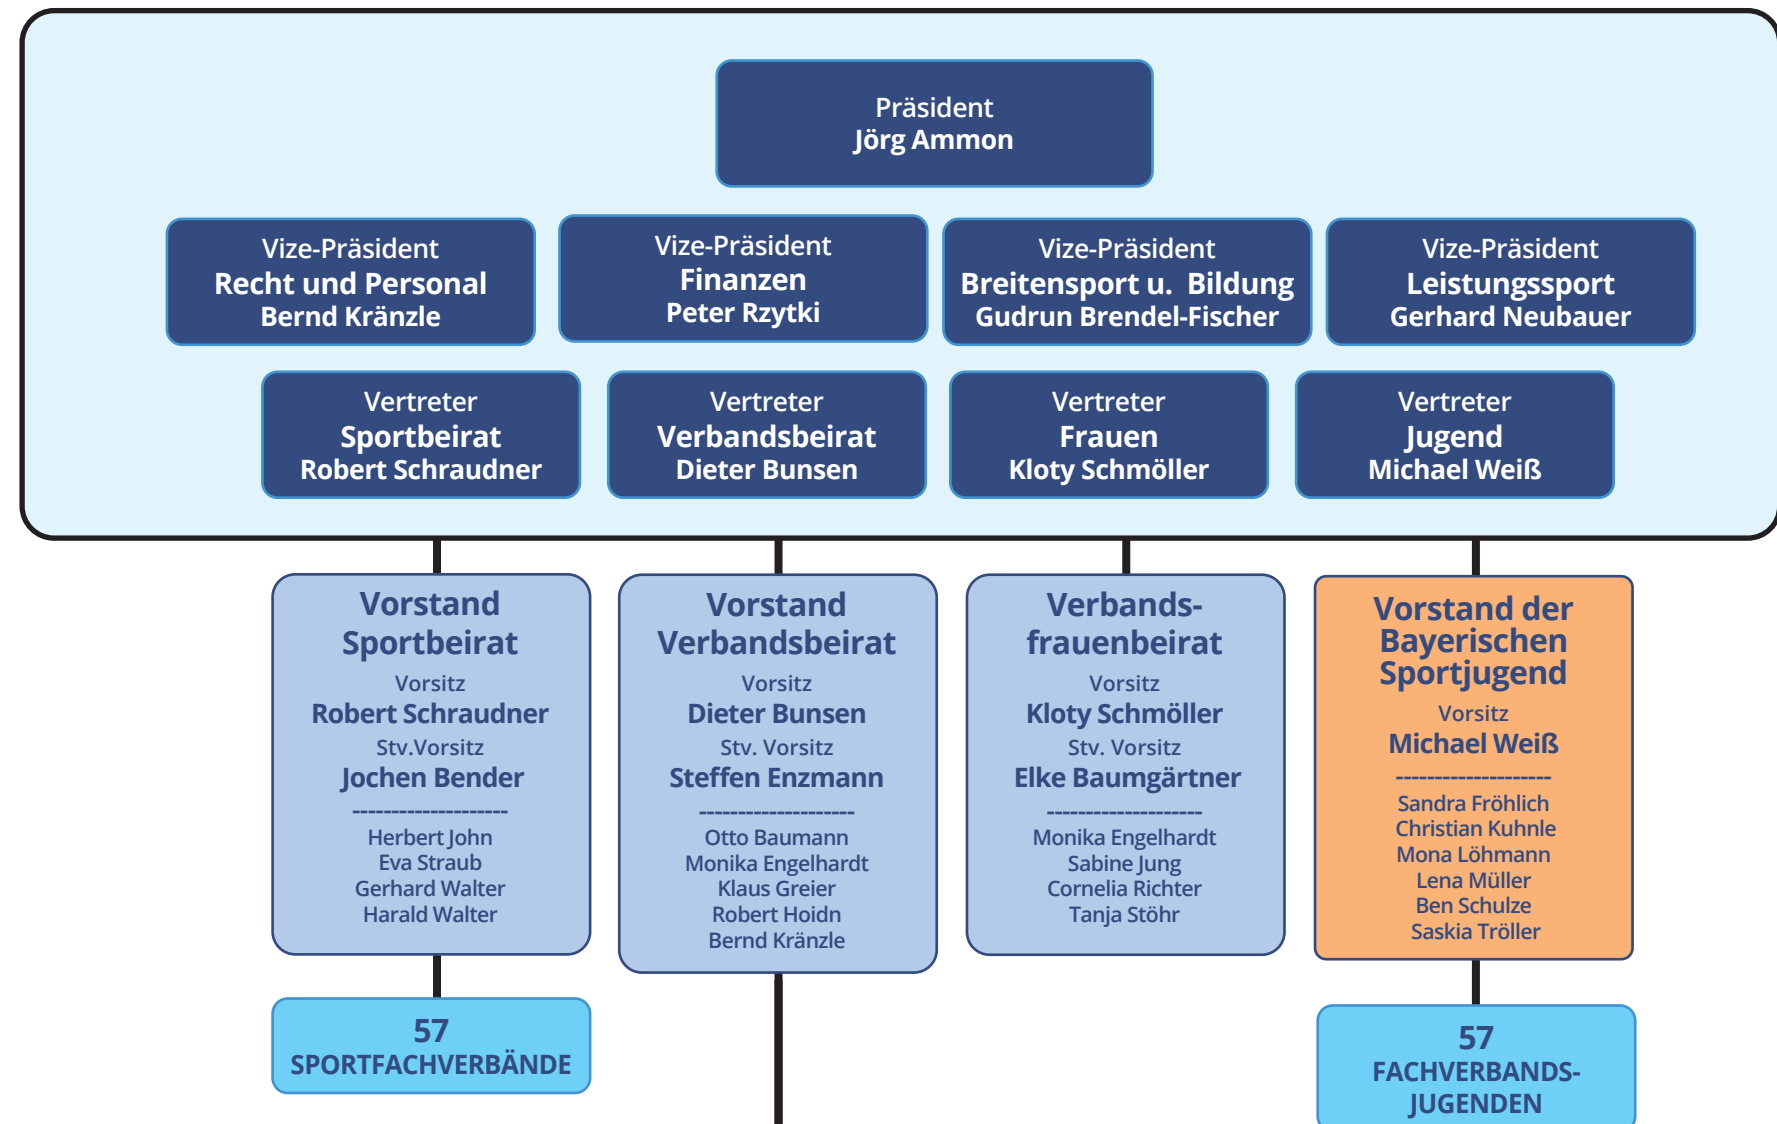 Präsident
Jörg Ammon
Vize-Präsident
Recht und Personal
Bernd Kränzle
Vize-Präsident
Finanzen
Peter Rzytki
Vize-Präsident
Breitensport u. Bildung
Gudrun Brendel-Fischer
Vize-Präsident
Leistungssport
Gerhard Neubauer
Vertreter
Sportbeirat
Robert Schraudner
Vertreter
Verbandsbeirat
Dieter Bunsen
Vertreter
Frauen
Kloty Schmöller
Vertreter
Jugend
Michael Weiß
Vorstand
Sportbeirat
Vorsitz
Robert Schraudner
Stv.Vorsitz
Jochen Bender
--------------------
Herbert John
Eva Straub
Gerhard Walter
Harald Walter
57
SPORTFACHVERBÄNDE
Vorstand
Verbandsbeirat
Vorsitz
Dieter Bunsen
Stv. Vorsitz
Steffen Enzmann
--------------------
Otto Baumann
Monika Engelhardt
Klaus Greier
Robert Hoidn
Bernd Kränzle
Verbands-
frauenbeirat
Vorsitz
Kloty Schmöller
Stv. Vorsitz
Elke Baumgärtner
--------------------
Monika Engelhardt
Sabine Jung
Cornelia Richter
Tanja Stöhr
Vorstand der
Bayerischen
Sportjugend
Vorsitz
Michael Weiß
--------------------
Sandra Fröhlich
Christian Kuhnle
Mona Löhmann
Lena Müller
Ben Schulze
Saskia Tröller
57
FACHVERBANDS-
JUGENDEN